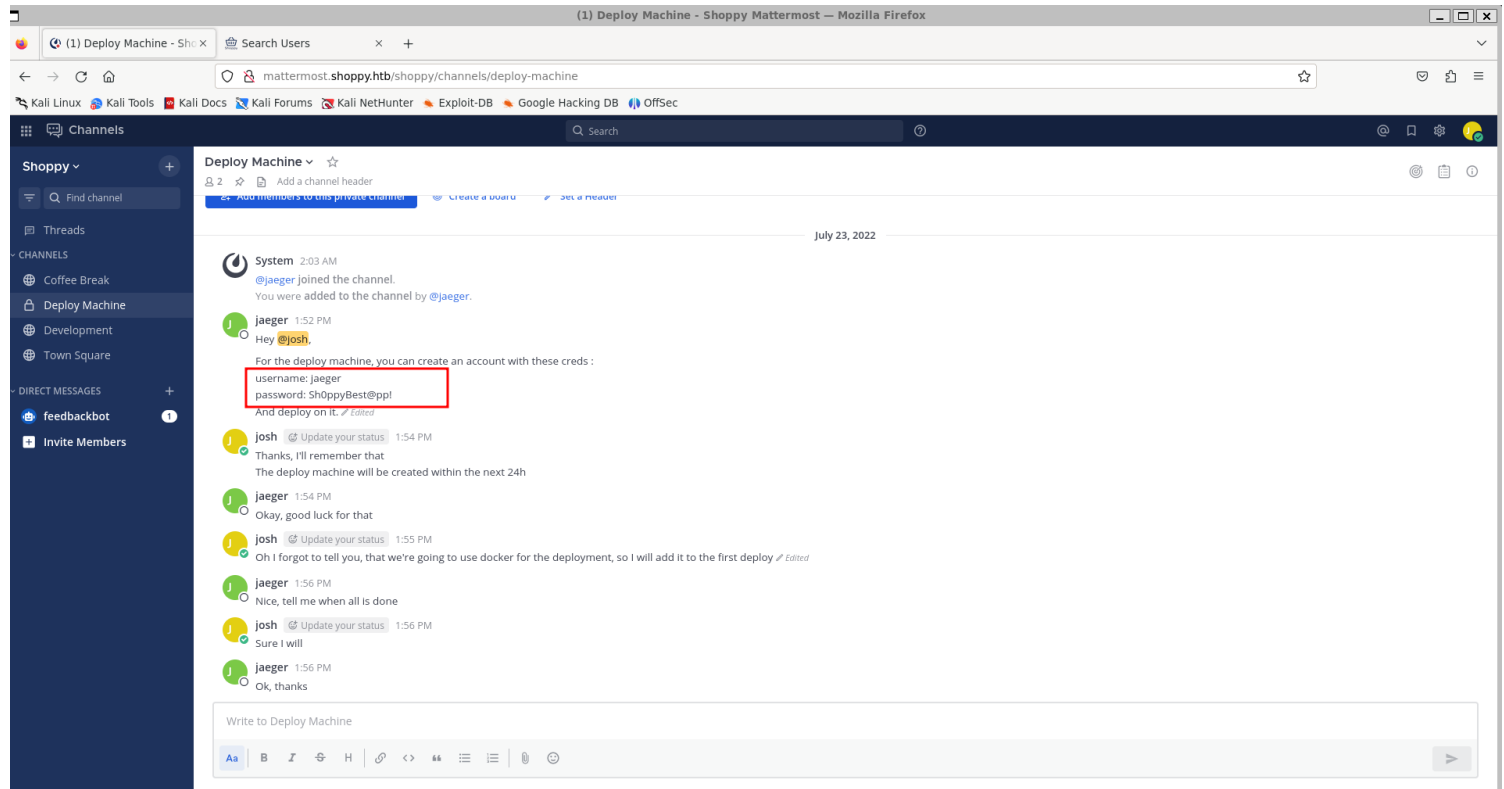 (1) Deploy Machine - Shoppy Mattermost — Mozilla Firefox
(1) Deploy Machine - Sho
Search Users
mattermost.shoppy.htb/shoppy/channels/deploy-machine
Kali Linux Kali Tools Kali Docs Kali Forums Kali NetHunter Exploit-DB Google Hacking DB OffSec
Channels
Search
Shoppy
Find channel
Threads
CHANNELS
Coffee Break
Deploy Machine
Development
Town Square
DIRECT MESSAGES
feedbackbot 1
Invite Members
Deploy Machine
2 Add a channel header
Add members to this private channel Create a board Set a Header
July 23, 2022
System 2:03 AM
@jaeger joined the channel.
You were added to the channel by @jaeger.
jaeger 1:52 PM
Hey @josh,
For the deploy machine, you can create an account with these creds :
username: jaeger
password: Sh0ppyBest@pp!
And deploy on it. Edited
josh Update your status 1:54 PM
Thanks, I'll remember that
The deploy machine will be created within the next 24h
jaeger 1:54 PM
Okay, good luck for that
josh Update your status 1:55 PM
Oh I forgot to tell you, that we're going to use docker for the deployment, so I will add it to the first deploy Edited
jaeger 1:56 PM
Nice, tell me when all is done
josh Update your status 1:56 PM
Sure I will
jaeger 1:56 PM
Ok, thanks
Write to Deploy Machine
Aa B I S H